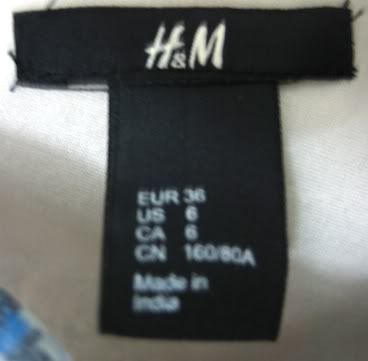 H&M
EUR 36
US 6
CA 6
CN 160/80A
Made in
India